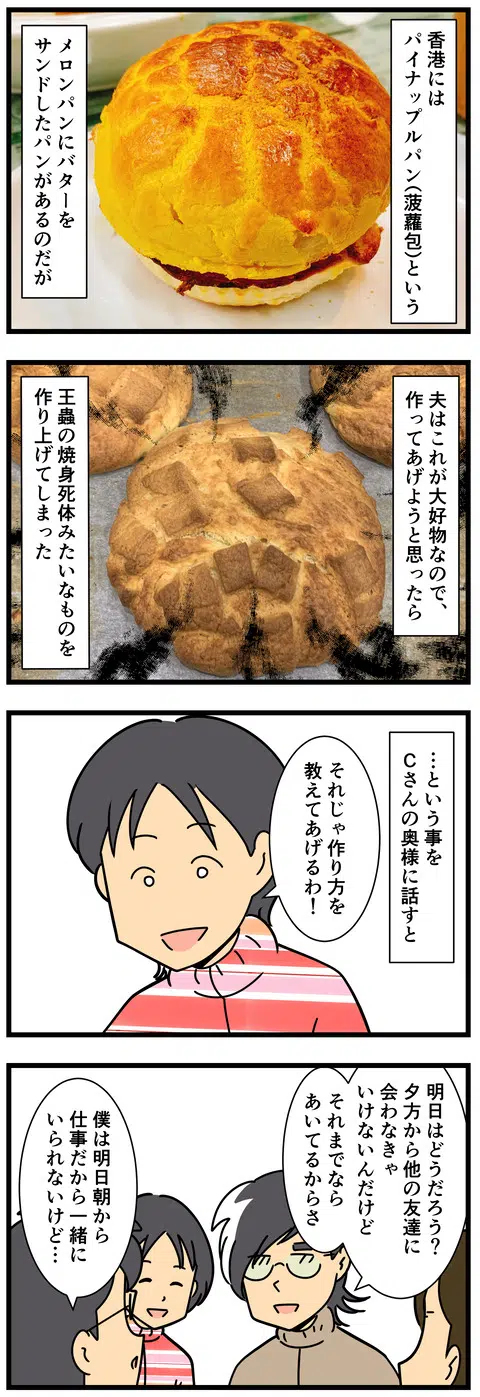 香港には
パイナップルパン(菠蘿包)という
メロンパンにバターを
サンドしたパンがあるのだが
夫はこれが大好物なので、
作ってあげようと思ったら
王蟲の焼身死体みたいなものを
作り上げてしまった
…という事を
Cさんの奥様に話すと
それじゃ作り方を
教えてあげるわ！
明日はどうだろう？
夕方から他の友達に
会わなきゃ
いけないんだけど
それまでなら
あいてるからさ
僕は明日朝から
仕事だから一緒に
いられないけど…